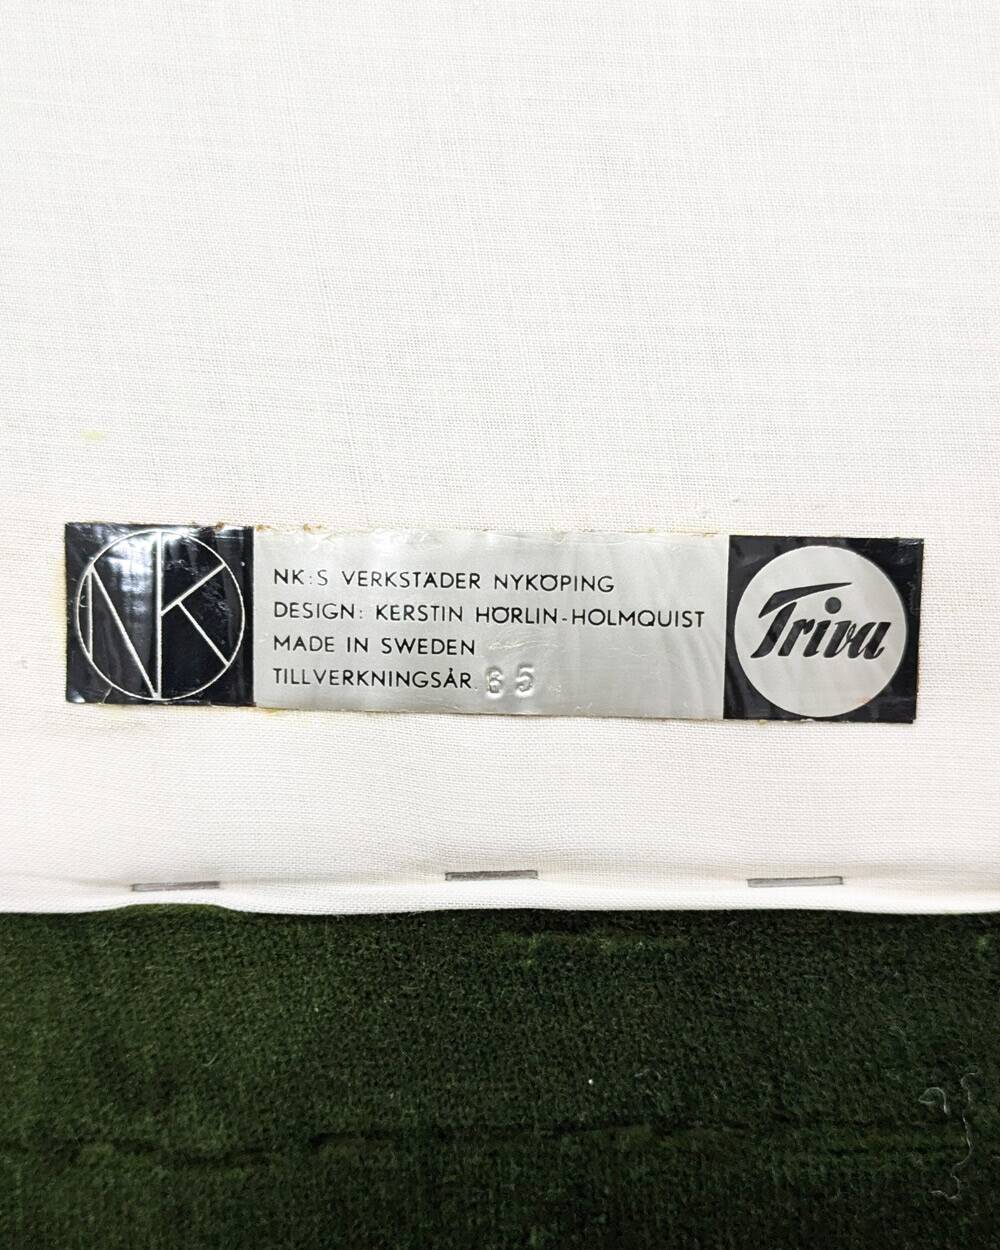 NK
NK:S VERKSTÄDER NYKÖPING
DESIGN: KERSTIN HÖRLIN-HOLMQUIST
MADE IN SWEDEN
TILLVERKNINGSÅR 65
Triva